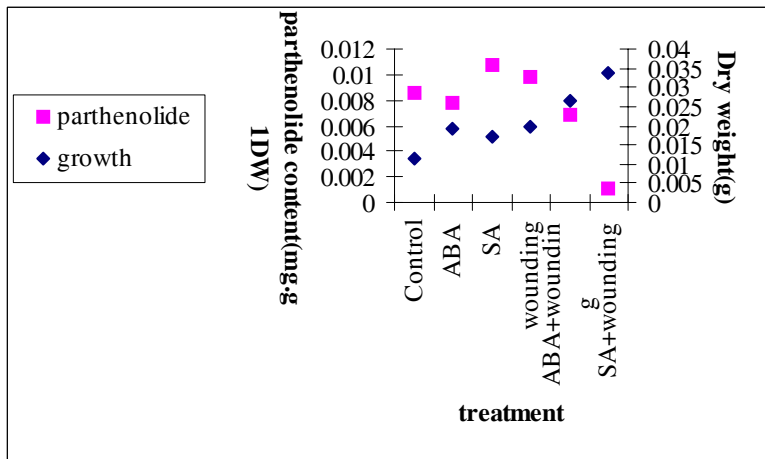 parthenolide
growth
parthenolide content(mg.g
1DW)
0.012
0.01
0.008
0.006
0.004
0.002
0
0.04
0.035
0.03
0.025
0.02
0.015
0.01
0.005
0
Dry weight(g)
Control
ABA
SA
wounding
ABA+woundin
g
SA+wounding
treatment